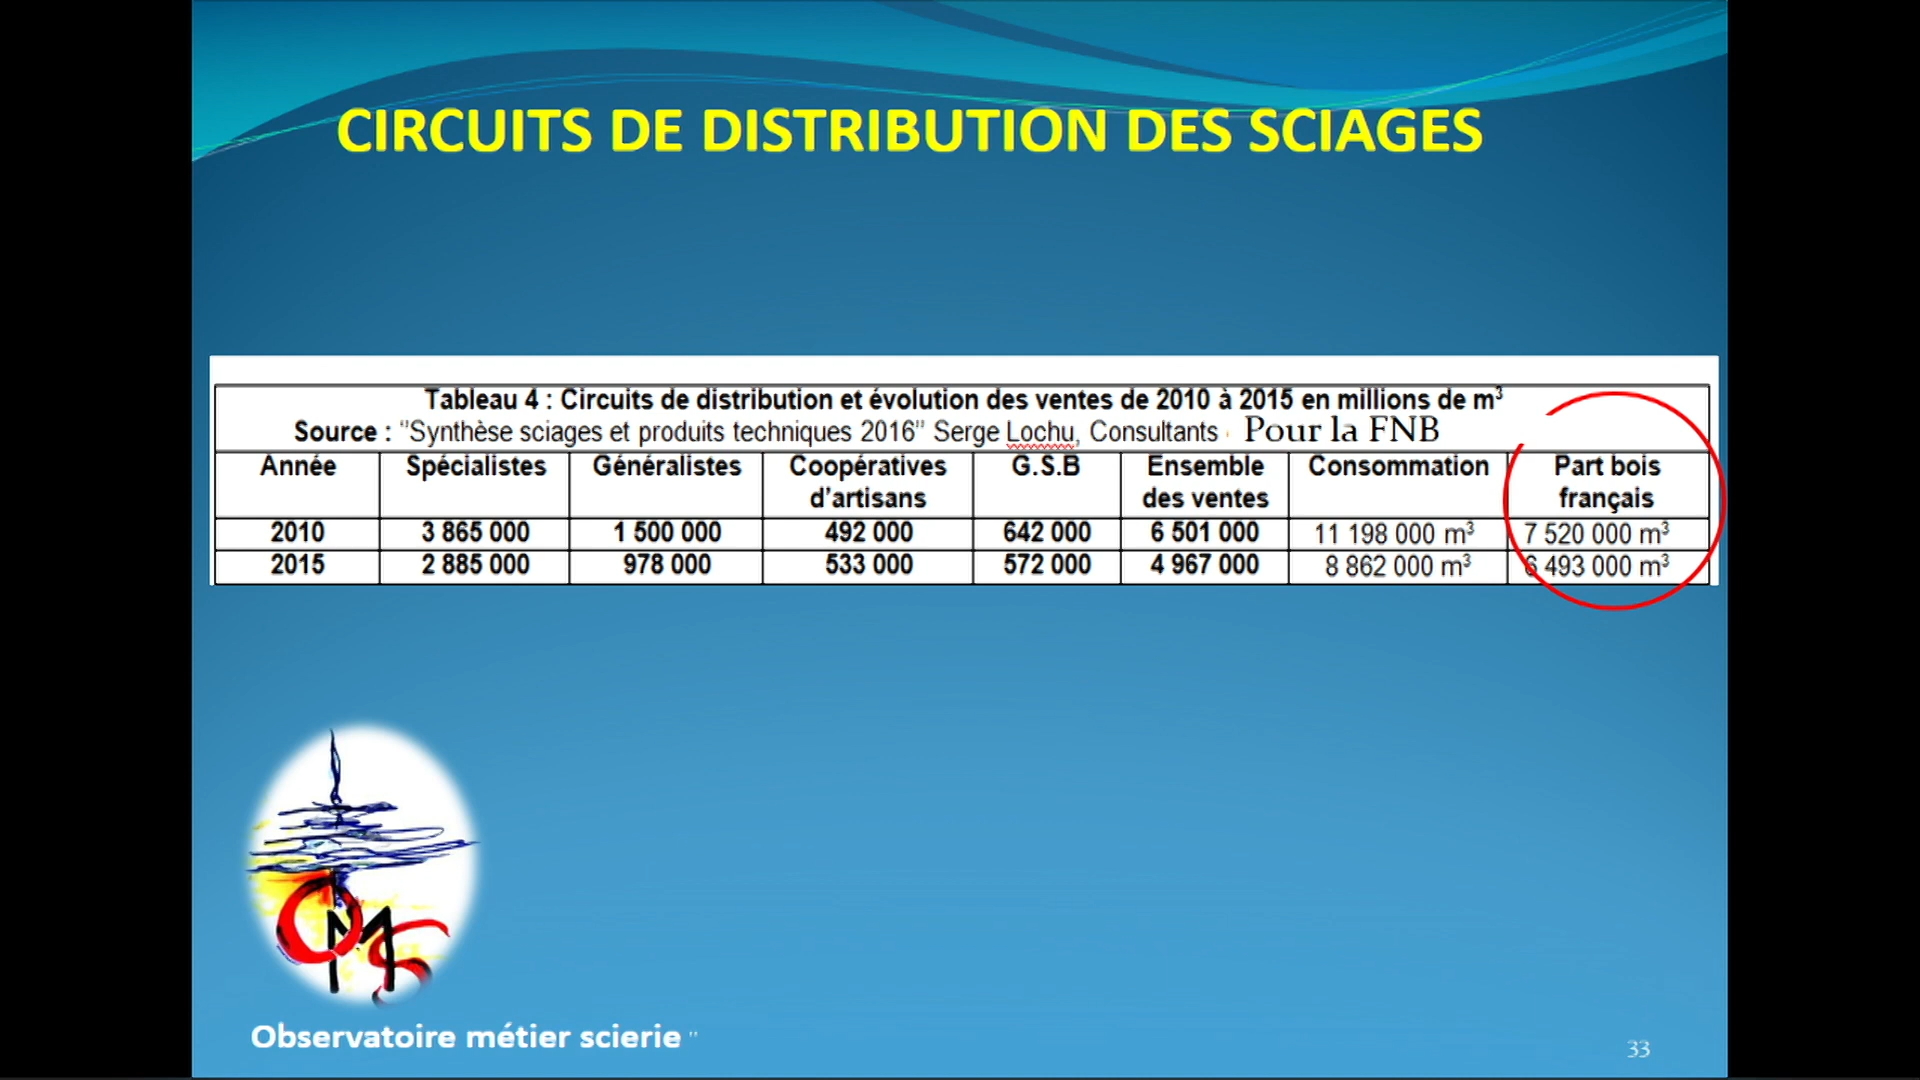 CIRCUITS DE DISTRIBUTION DES SCIAGES
Tableau 4 : Circuits de distribution et évolution des ventes de 2010 à 2015 en millions de m³
Source : "Synthèse sciages et produits techniques 2016" Serge Lochu, Consultants Pour la FNB
Année Spécialistes Généralistes Coopératives d'artisans G.S.B Ensemble des ventes Consommation Part bois français
2010 3 865 000 1 500 000 492 000 642 000 6 501 000 11 198 000 m³ 7 520 000 m³
2015 2 885 000 978 000 533 000 572 000 4 967 000 8 862 000 m³ 6 493 000 m³
OMS
Observatoire métier scierie "
33